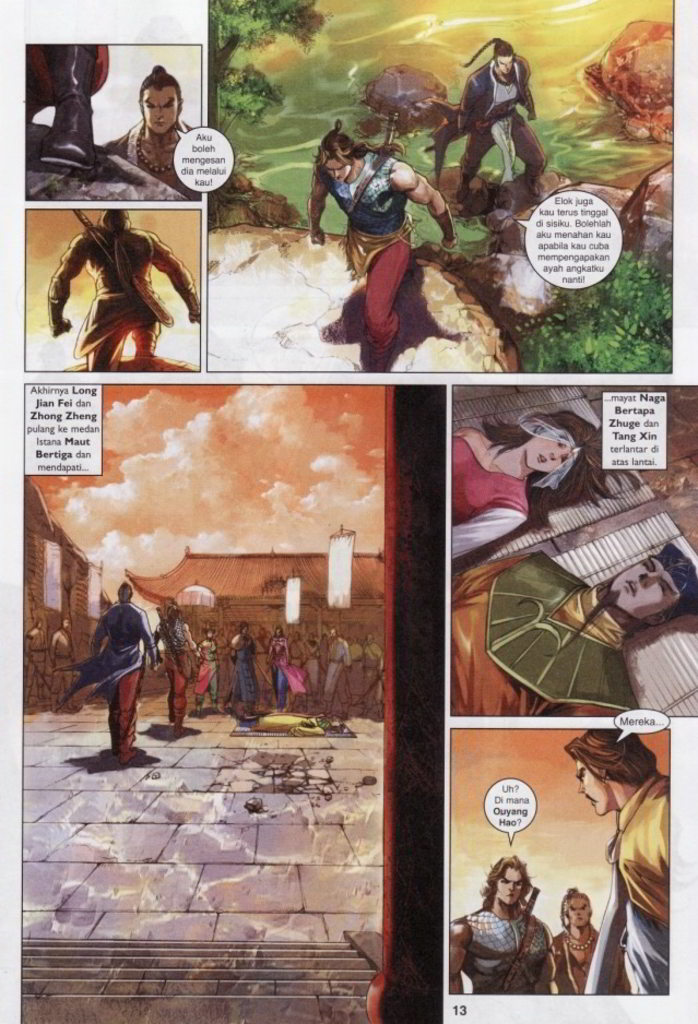 Aku
boleh
mengesan
dia melalui
kau!
Elok juga
kau terus tinggal
di sisiku. Bolehlah
aku menahan kau
apabila kau cuba
mempengapakan
ayah angkatku
nanti!
Akhirnya Long
Jian Fei dan
Zhong Zheng
pulang ke medan
Istana Maut
Bertiga dan
mendapati...
...mayat Naga
Bertapa
Zhuge dan
Tang Xin
terlantar di
atas lantai.
Mereka...
Uh?
Di mana
Ouyang
Hao?
13